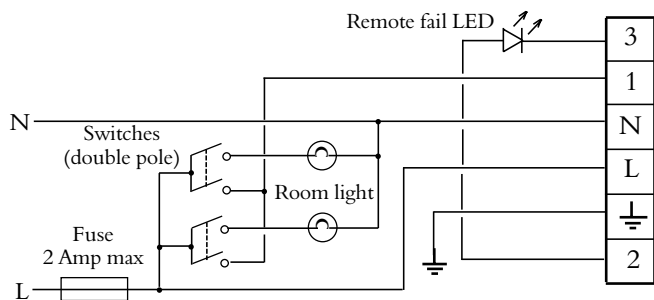 Remote fail LED
3
1
N
N
Switches
(double pole)
L
Room light
Fuse
2 Amp max
2
L